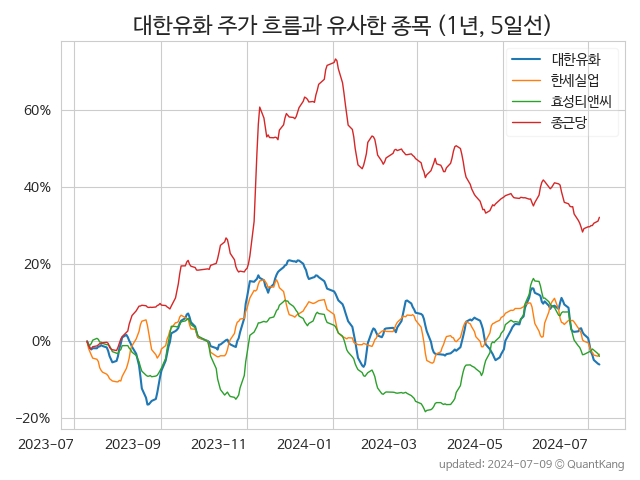 대한유화 주가 흐름과 유사한 종목 (1년, 5일선)
대한유화
한세실업
효성티앤씨
종근당
60%
40%
20%
0%
−20%
2023-07 2023-09 2023-11 2024-01 2024-03 2024-05 2024-07
updated: 2024-07-09 © QuantKang